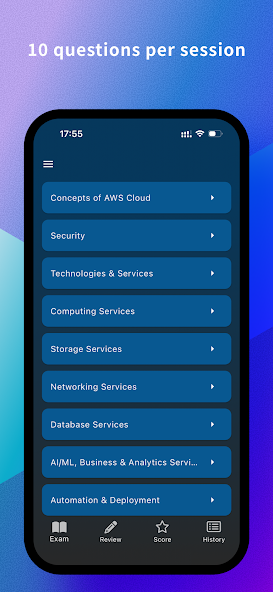 10 questions per session
17:55
Concepts of AWS Cloud
Security
Technologies & Services
Computing Services
Storage Services
Networking Services
Database Services
AI/ML, Business & Analytics Servi...
Automation & Deployment
Exam Review Score History